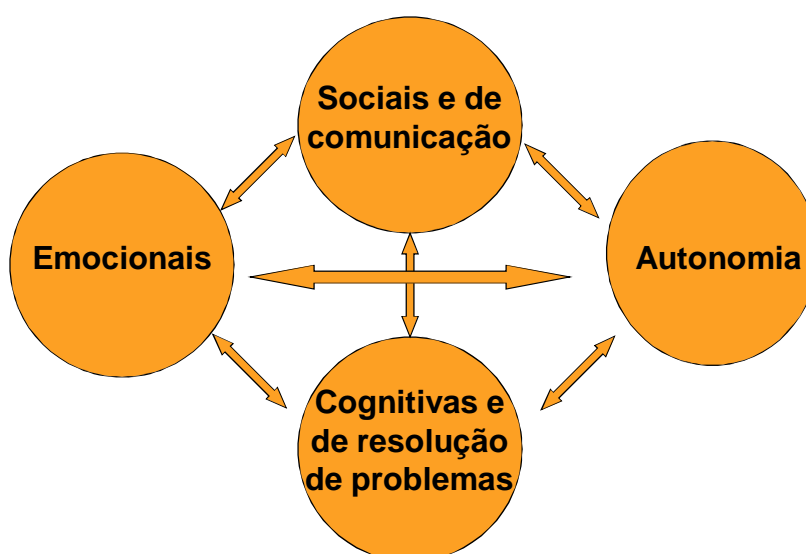 Sociais e de
comunicação
Emocionais
Autonomia
Cognitivas e
de resolução
de problemas